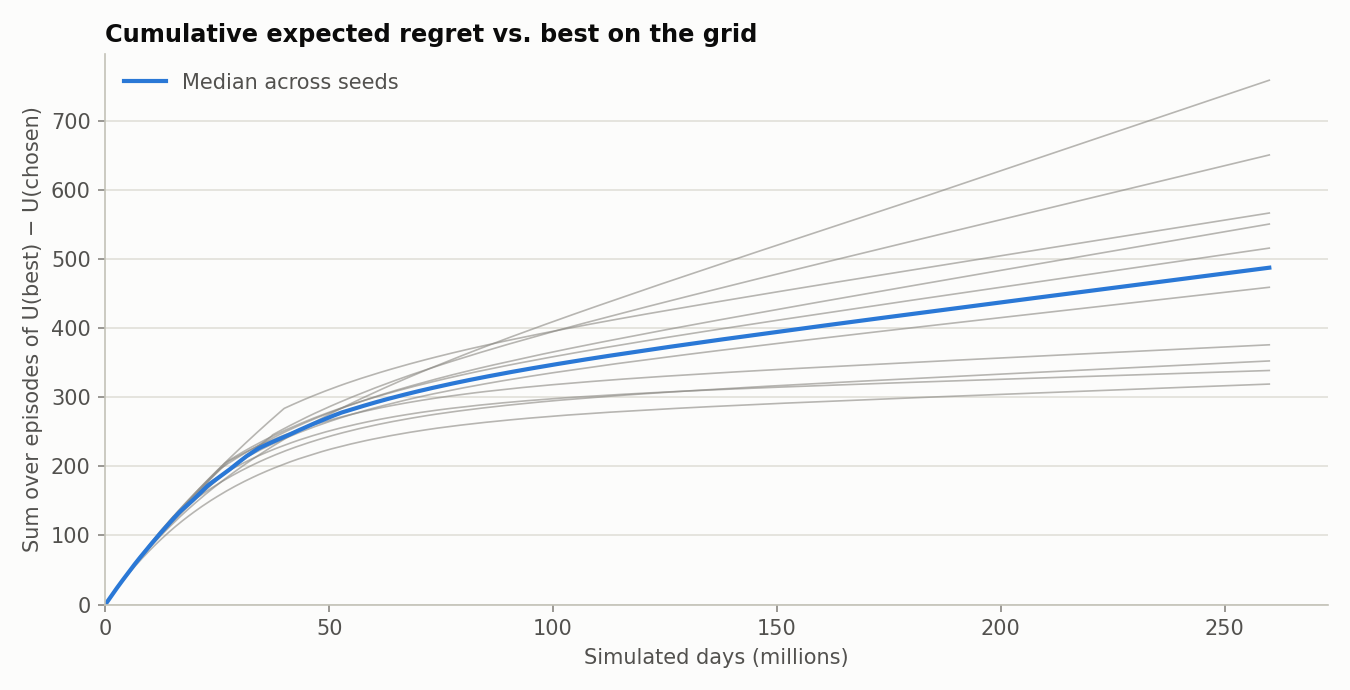 Cumulative expected regret vs. best on the grid
Median across seeds
Sum over episodes of U(best) − U(chosen)
700
600
500
400
300
200
100
0
0 50 100 150 200 250
Simulated days (millions)